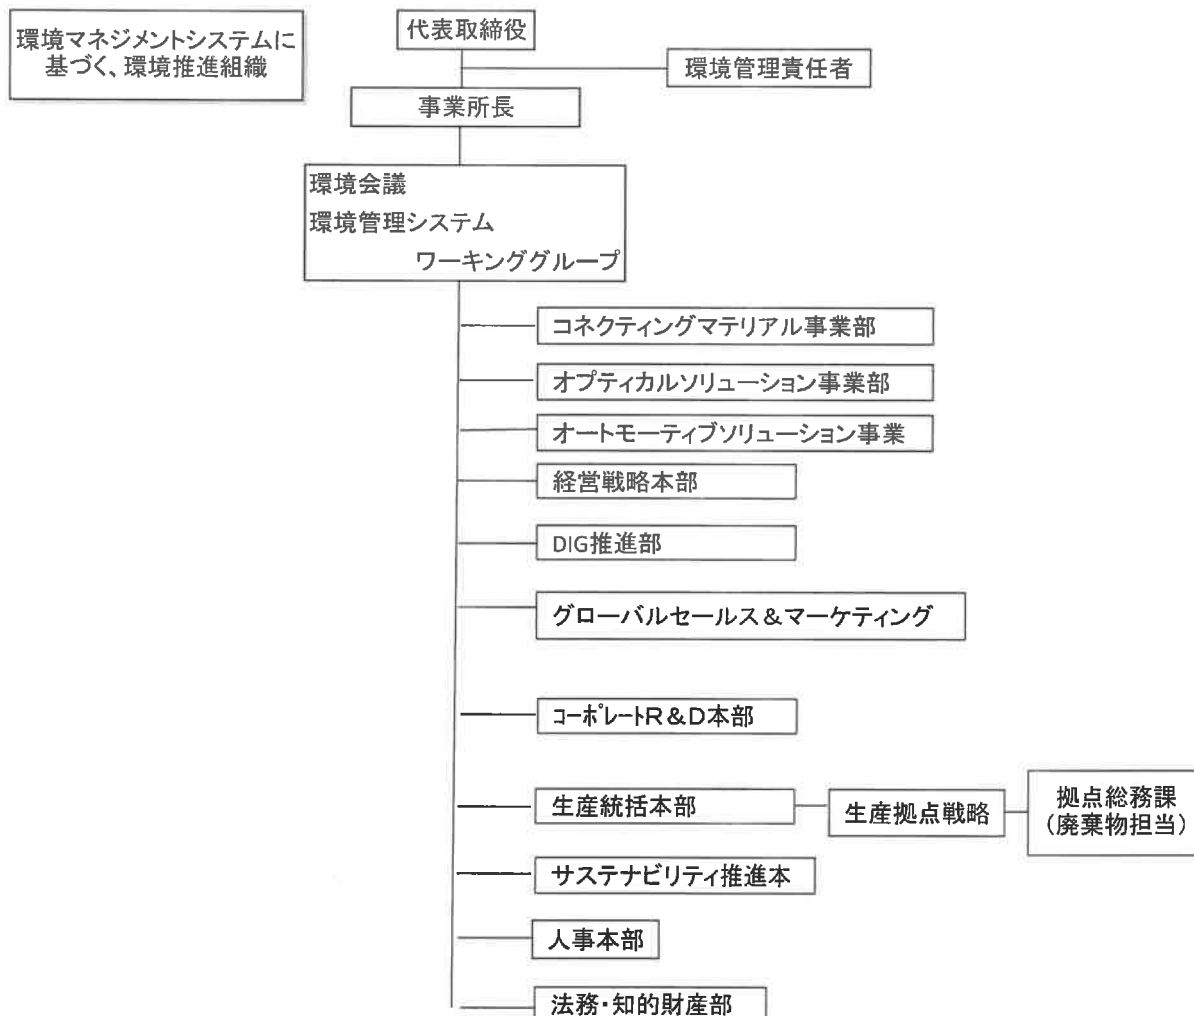 環境マネジメントシステムに
基づく、環境推進組織
代表取締役
環境管理責任者
事業所長
環境会議
環境管理システム
ワーキンググループ
コネクティングマテリアル事業部
オプティカルソリューション事業部
オートモーティブソリューション事業
経営戦略本部
DIG推進部
グローバルセールス&マーケティング
ｺｰﾎﾟﾚｰﾄR&D本部
生産統括本部
生産拠点戦略
拠点総務課
(廃棄物担当)
サステナビリティ推進本
人事本部
法務・知的財産部